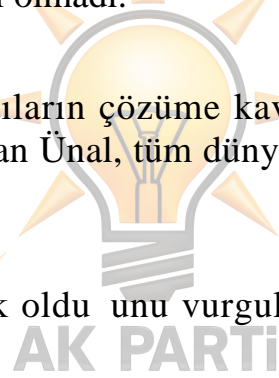 olmadı.
ıların çözüme kav
an Ünal, tüm düny
k oldu unu vurgul
AK PARTi